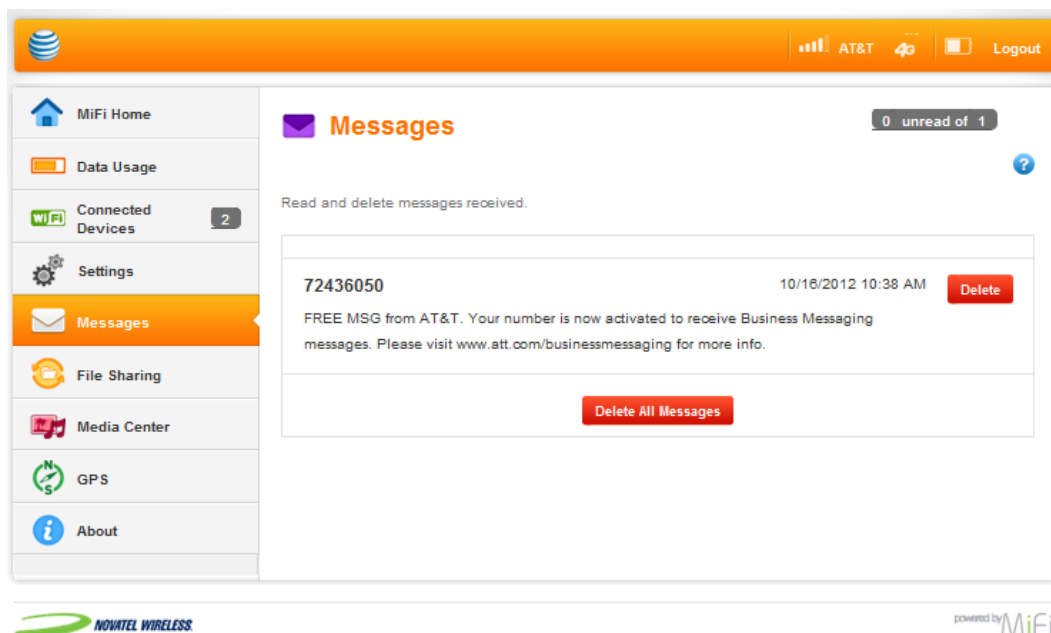 AT&T 4G Logout
MiFi Home
Data Usage
WiFi Connected
Devices 2
Settings
Messages
File Sharing
Media Center
N
S
GPS
i About
Messages
0 unread of 1
?
Read and delete messages received.
72436050 10/16/2012 10:38 AM Delete
FREE MSG from AT&T. Your number is now activated to receive Business Messaging
messages. Please visit www.att.com/businessmessaging for more info.
Delete All Messages
NOVATEL WIRELESS.
powered by MiFi